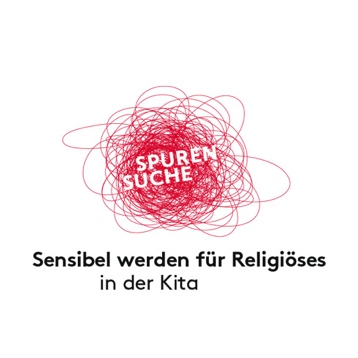 SPUREN
SUCHE
Sensibel werden für Religiöses
in der Kita